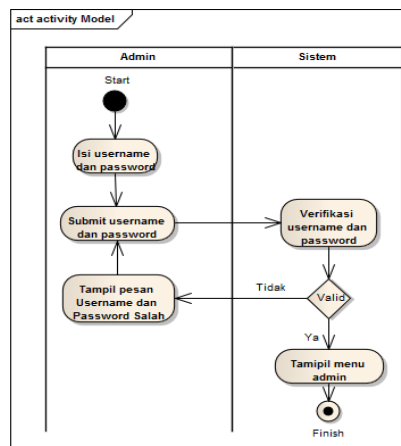 act activity Model
Admin
Sistem
Start
Isi username
dan password
Submit username
dan password
Verifikasi
username dan
password
Tampil pesan
Username dan
Password Salah
Tidak
Valid
Ya
Tamipil menu
admin
Finish